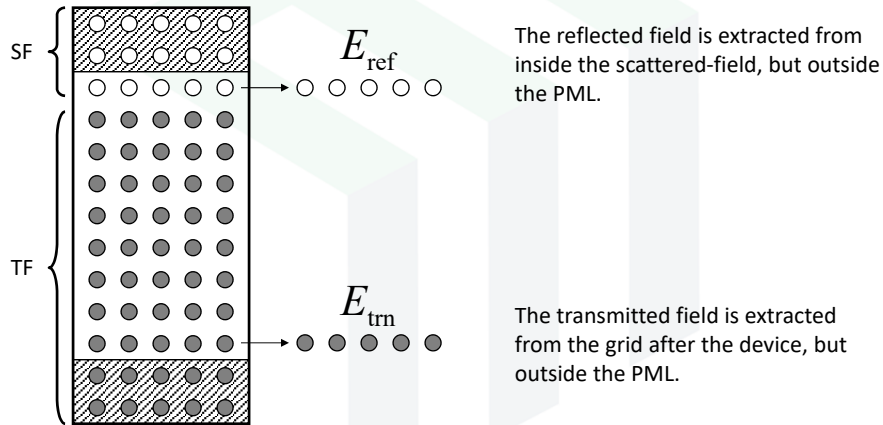 SF
E_ref
The reflected field is extracted from
inside the scattered-field, but outside
the PML.
TF
E_trn
The transmitted field is extracted
from the grid after the device, but
outside the PML.